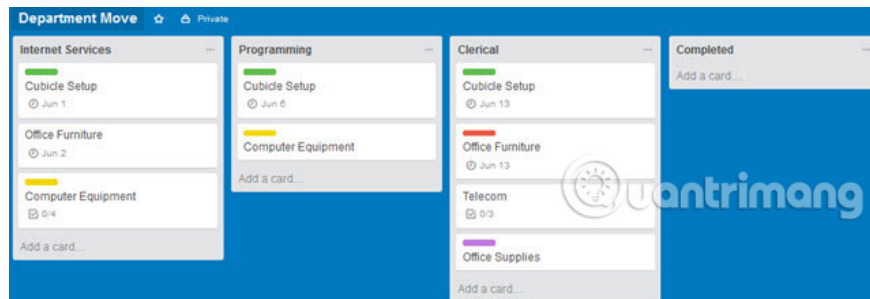 Department Move
Private
Internet Services
Cubicle Setup
Jun 1
Office Furniture
Jun 2
Computer Equipment
0/4
Add a card...
Programming
Cubicle Setup
Jun 6
Computer Equipment
Add a card...
Clerical
Cubicle Setup
Jun 13
Office Furniture
Jun 13
Telecom
0/3
Office Supplies
Add a card...
Completed
Add a card...
Quantrimang